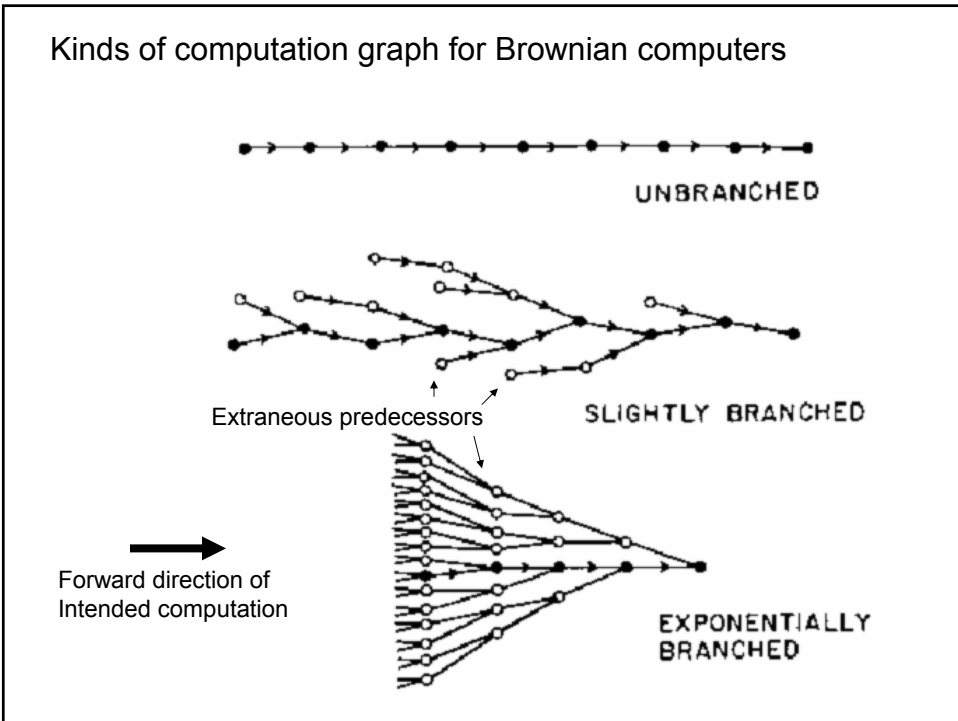 Kinds of computation graph for Brownian computers
UNBRANCHED
Extraneous predecessors
SLIGHTLY BRANCHED
Forward direction of
Intended computation
EXPONENTIALLY
BRANCHED